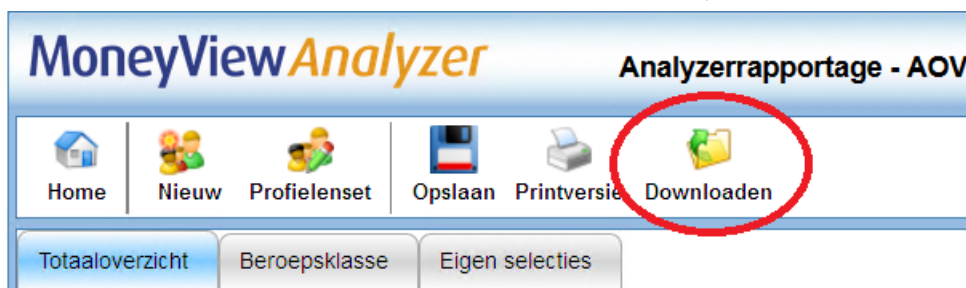 MoneyViewAnalyzer
Analyzerrapportage - AOV
Home Nieuw Profielenset Opslaan Printversie Downloaden
Totaaloverzicht Beroepsklasse Eigen selecties